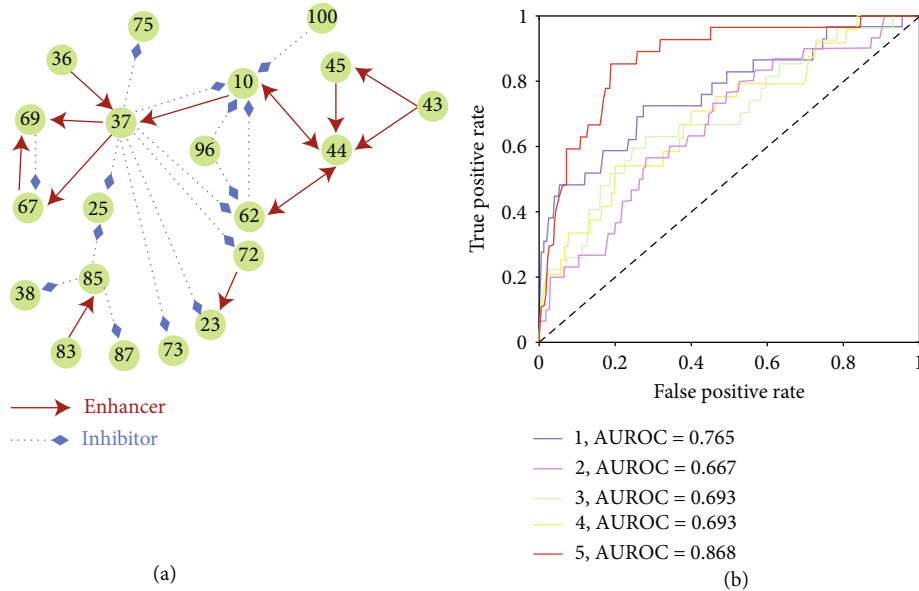 75
100
36
45
10
43
69
37
96
44
67
25
62
72
85
38
23
83
87
73
Enhancer
Inhibitor
(a)
1
0.8
0.6
0.4
0.2
0
True positive rate
0
0.2
0.4
0.6
0.8
1
False positive rate
1, AUROC = 0.765
2, AUROC = 0.667
3, AUROC = 0.693
4, AUROC = 0.693
5, AUROC = 0.868
(b)